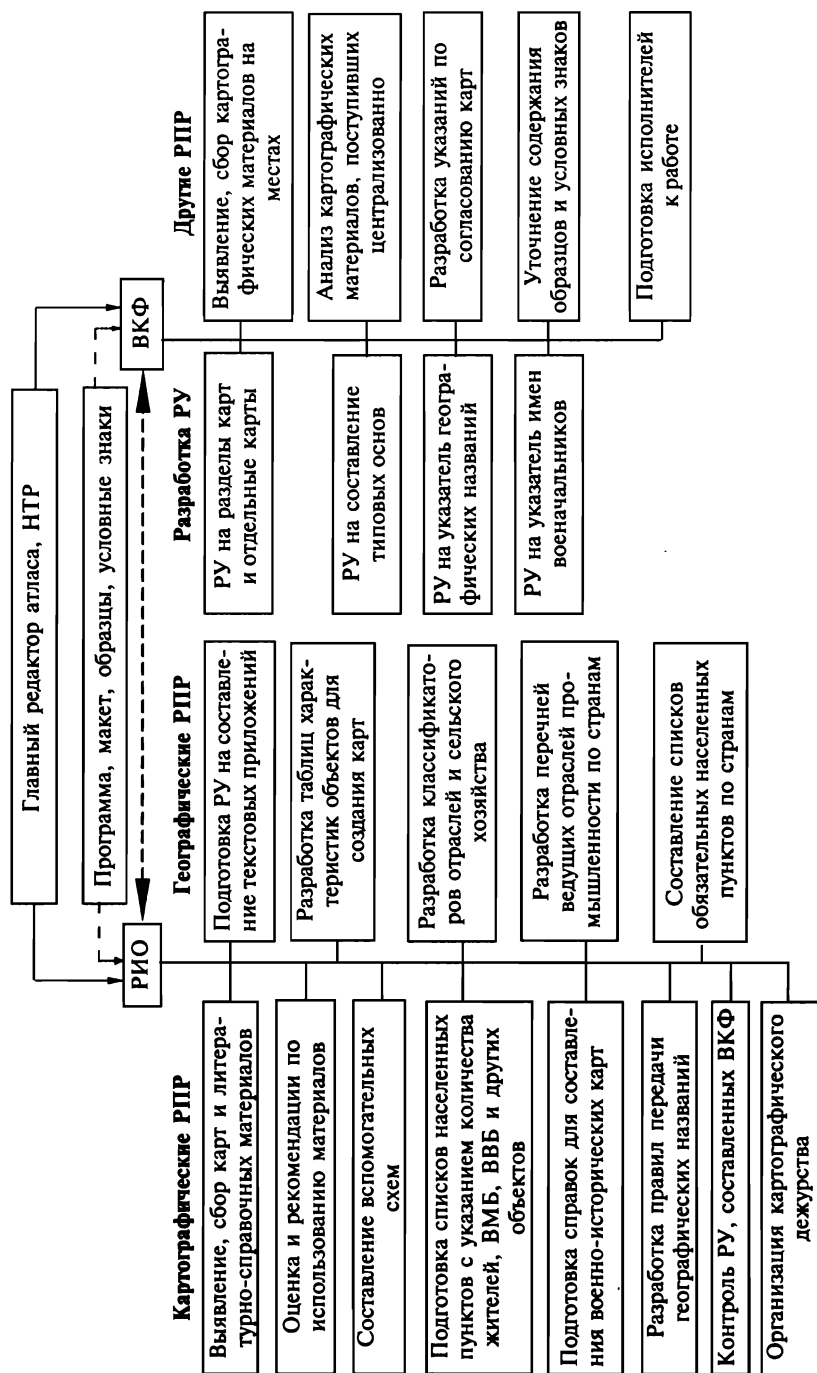 Главный редактор атласа, НТР
Программа, макет, образцы, условные знаки
РИО
ВКФ
Картографические РПР
Выявление, сбор карт и литера-
турно-справочных материалов
Оценка и рекомендации по
использованию материалов
Составление вспомогательных
схем
Подготовка списков населенных
пунктов с указанием количества
жителей, ВМБ, ВВБ и других
объектов
Подготовка справок для составле-
ния военно-исторических карт
Разработка правил передачи
географических названий
Контроль РУ, составленных ВКФ
Организация картографического
дежурства
Географические РПР
Подготовка РУ на составле-
ние текстовых приложений
Разработка таблиц харак-
теристик объектов для
создания карт
Разработка классификато-
ров отраслей и сельского
хозяйства
Разработка перечней
ведущих отраслей про-
мышленности по странам
Составление списков
обязательных населенных
пунктов по странам
Разработка РУ
РУ на разделы карт
и отдельные карты
РУ на составление
типовых основ
РУ на указатель геогра-
фических названий
РУ на указатель имен
военачальников
Другие РПР
Выявление, сбор картогра-
фических материалов на
местах
Анализ картографических
материалов, поступивших
централизованно
Разработка указаний по
согласованию карт
Уточнение содержания
образцов и условных знаков
Подготовка исполнителей
к работе